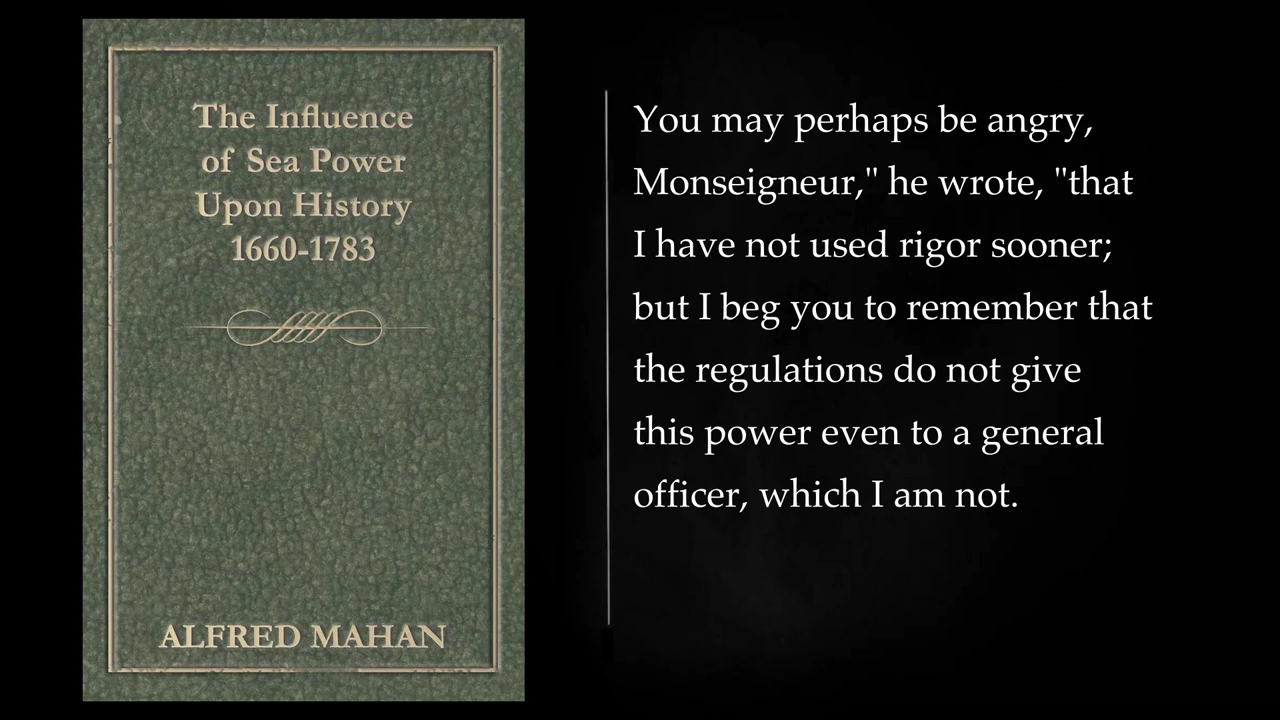 The Influence
of Sea Power
Upon History
1660-1783
ALFRED MAHAN
You may perhaps be angry,
Monseigneur," he wrote, "that
I have not used rigor sooner;
but I beg you to remember that
the regulations do not give
this power even to a general
officer, which I am not.